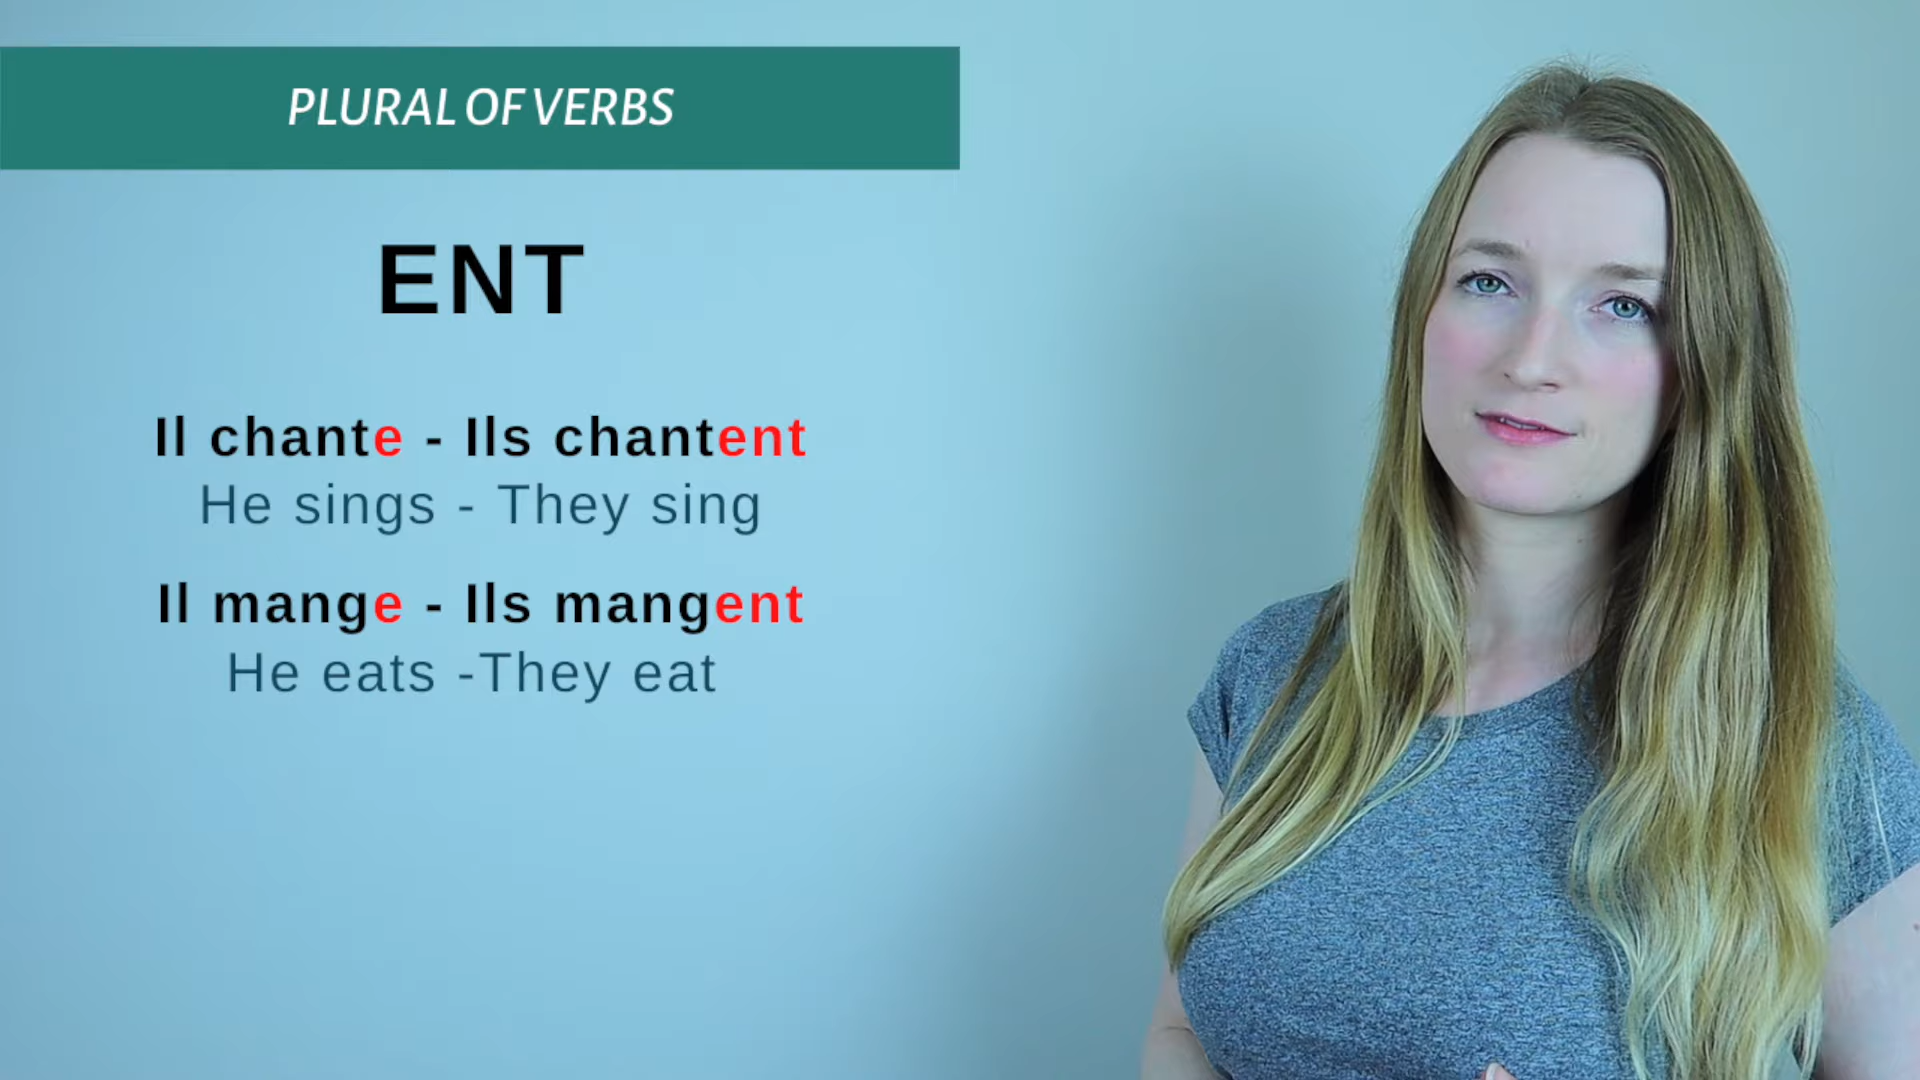 PLURAL OF VERBS
ENT
Il chante - Ils chantent
He sings - They sing
Il mange - Ils mangent
He eats -They eat